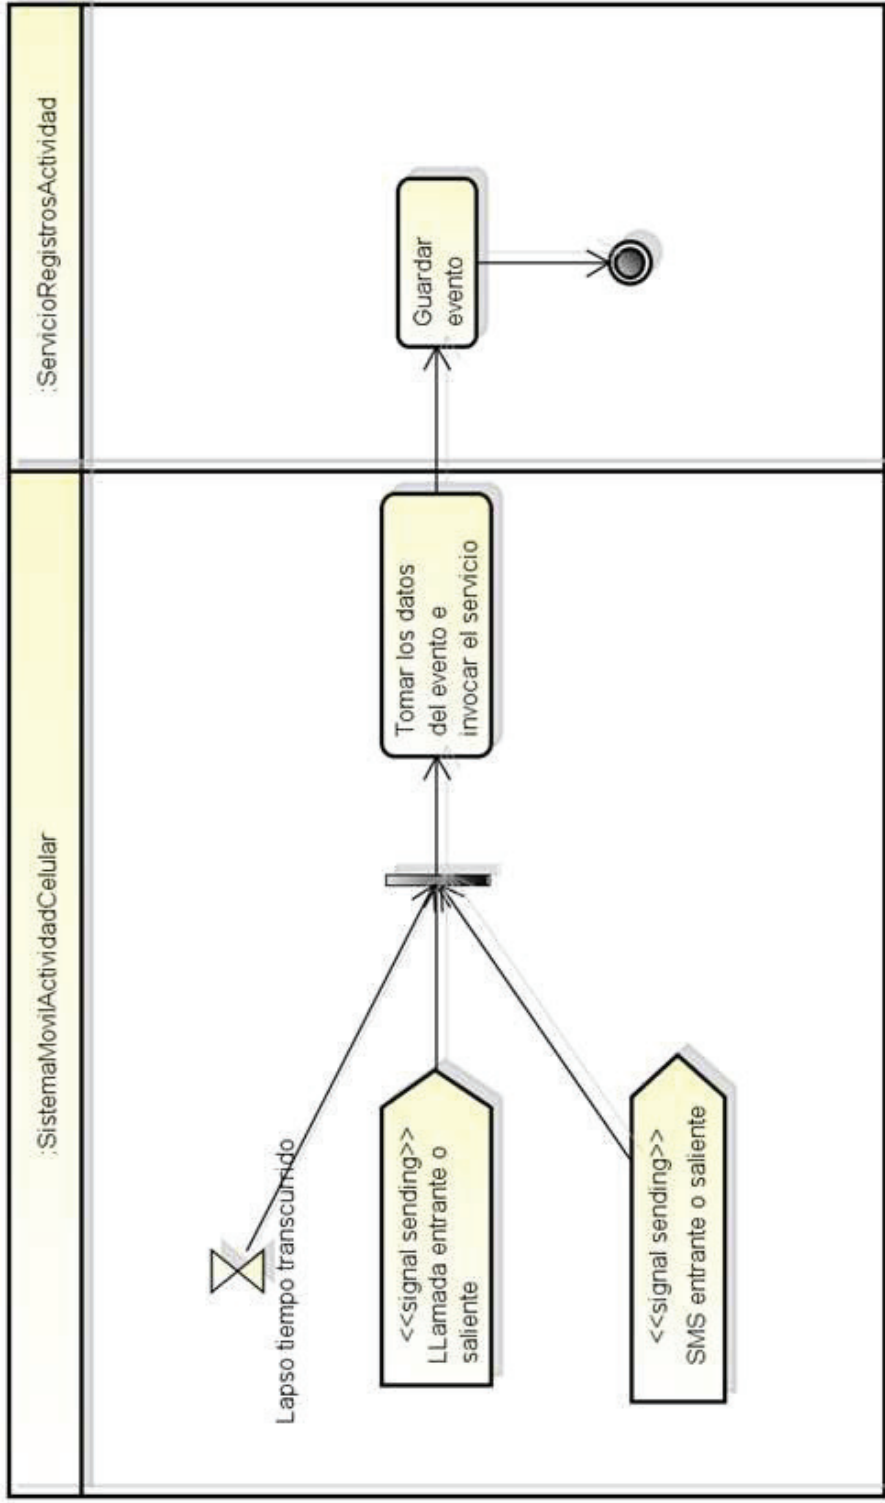 :SistemaMovilActividadCelular
:ServicioRegistrosActividad
Lapso tiempo transcurrido
<<signal sending>>
LLamada entrante o
saliente
<<signal sending>>
SMS entrante o saliente
Tomar los datos
del evento e
invocar el servicio
Guardar
evento